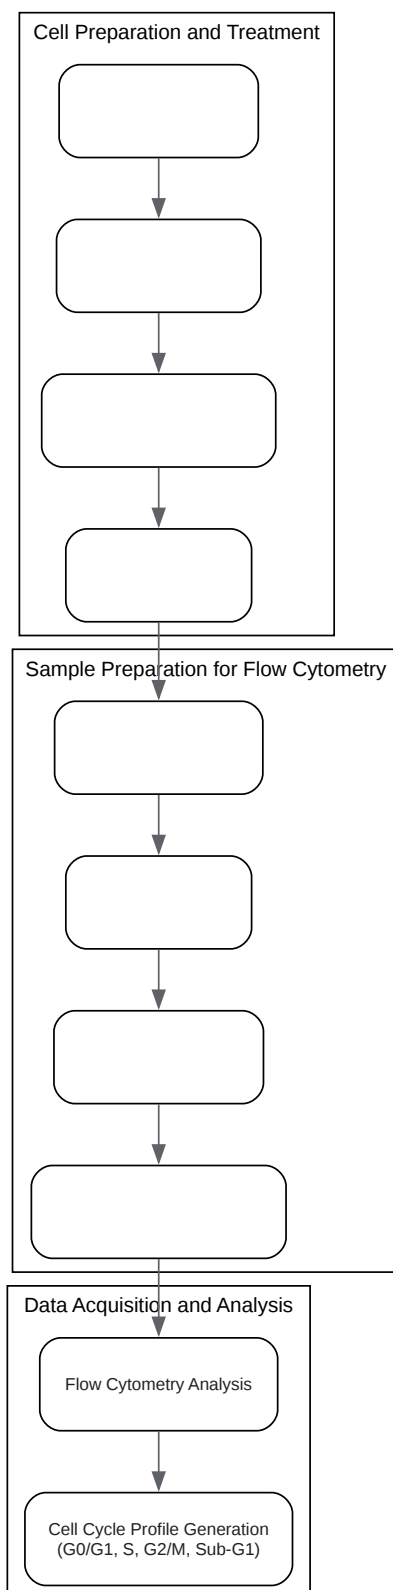 Cell Preparation and Treatment
Sample Preparation for Flow Cytometry
Data Acquisition and Analysis
Flow Cytometry Analysis
Cell Cycle Profile Generation
(G0/G1, S, G2/M, Sub-G1)